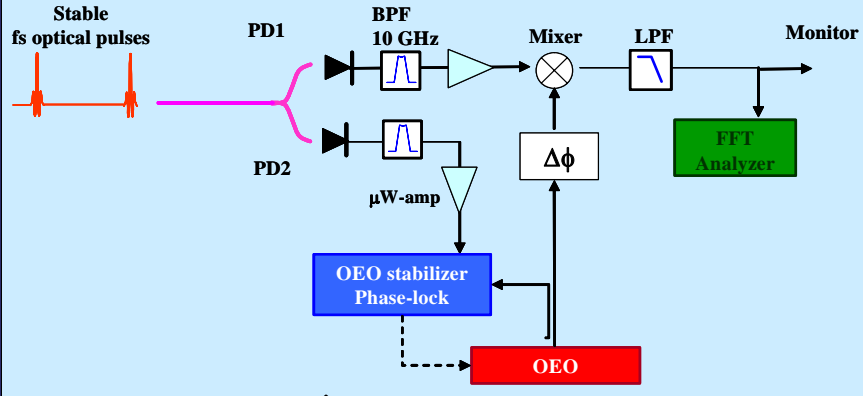 Stable
fs optical pulses
PD1
BPF
10 GHz
Mixer
LPF
Monitor
PD2
µW-amp
Δϕ
FFT
Analyzer
OEO stabilizer
Phase-lock
OEO